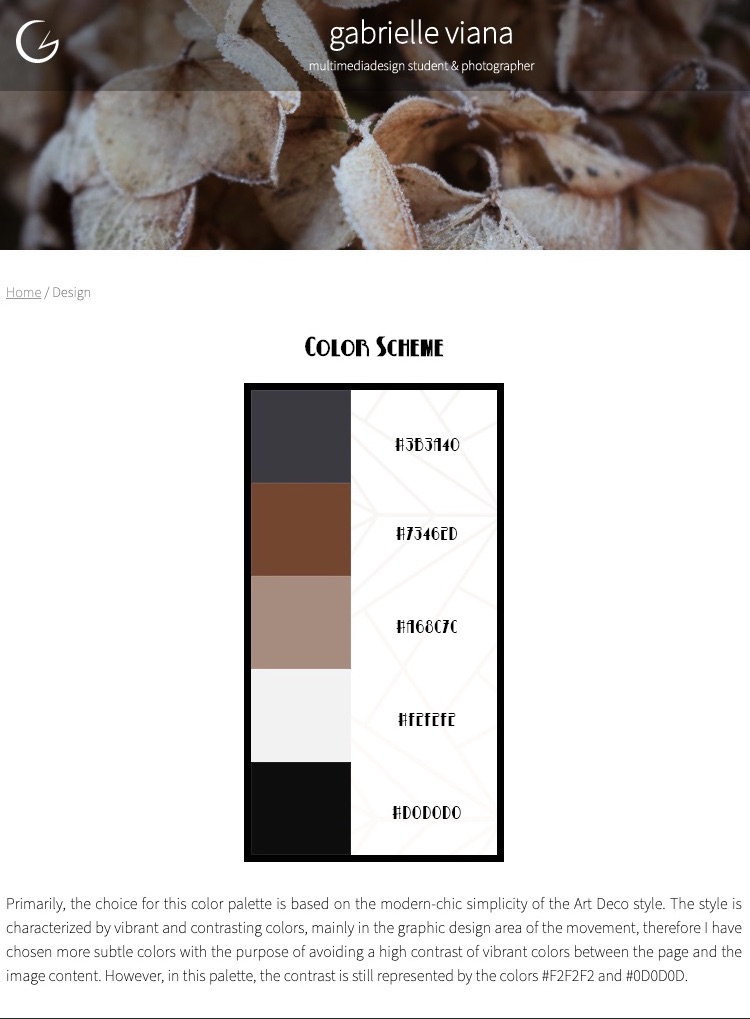 gabrielle viana
multimediadesign student & photographer
Home / Design
Color Scheme
#3B3A40
#73462D
#A68C7C
#F2F2F2
#D0D0D0
Primarily, the choice for this color palette is based on the modern-chic simplicity of the Art Deco style. The style is
characterized by vibrant and contrasting colors, mainly in the graphic design area of the movement, therefore I have
chosen more subtle colors with the purpose of avoiding a high contrast of vibrant colors between the page and the
image content. However, in this palette, the contrast is still represented by the colors #F2F2F2 and #0D0D0D.